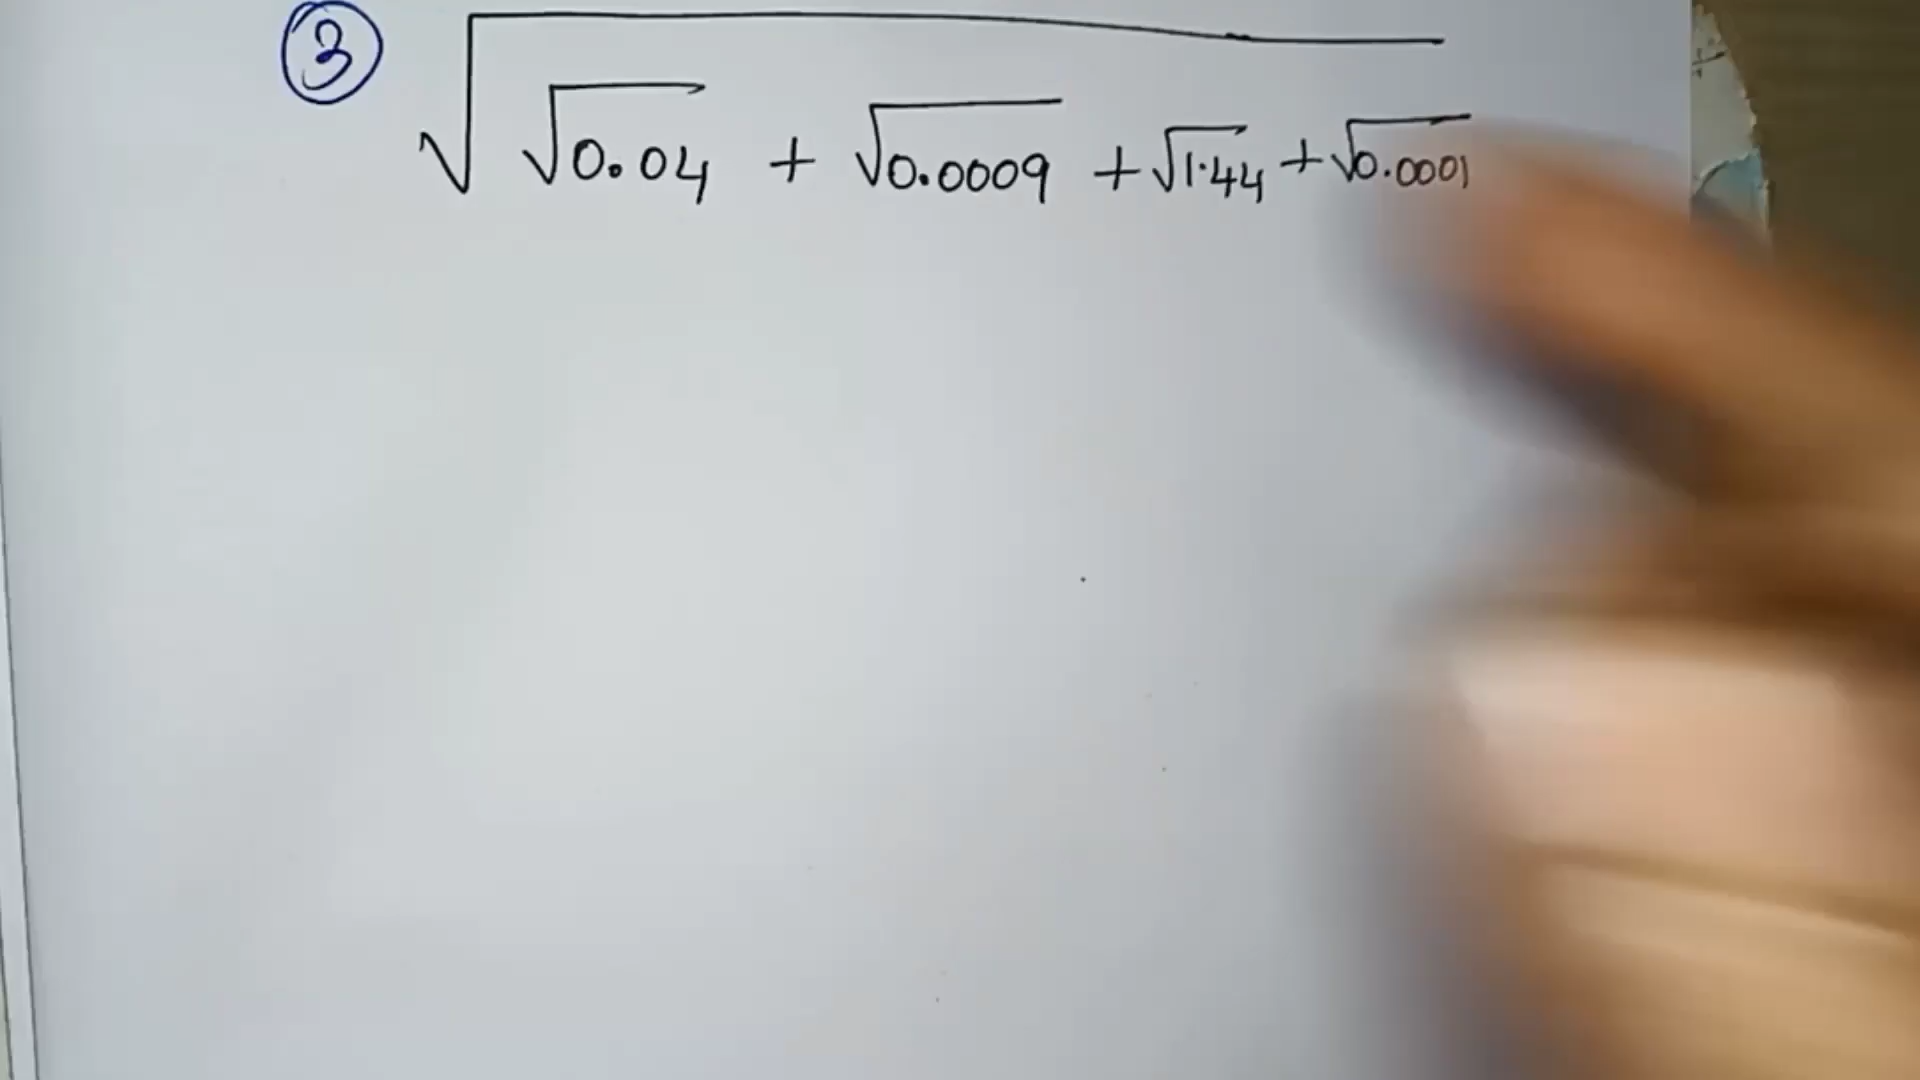 ③ √(√0.04 + √0.0009 + √1.44 + √0.0001)